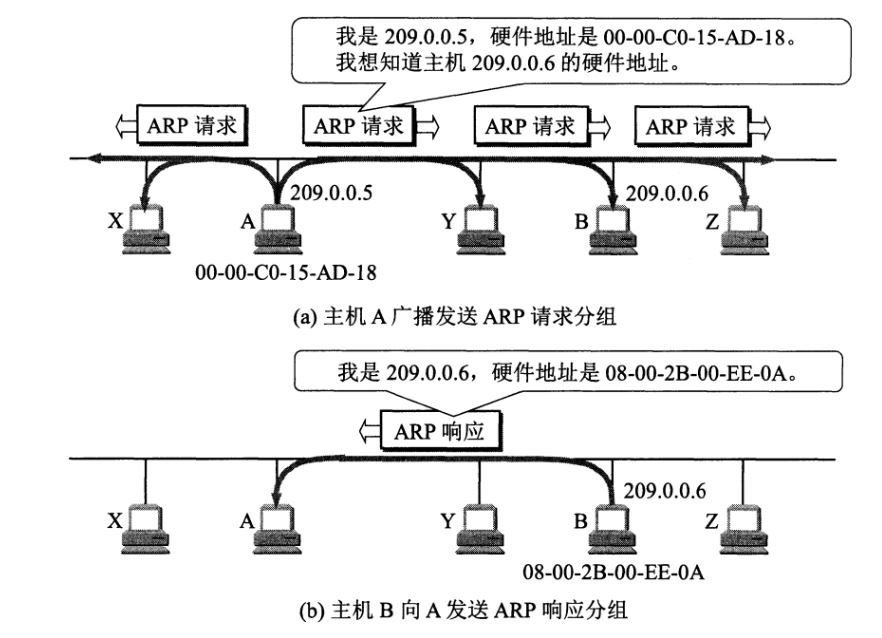 我是 209.0.0.5，硬件地址是 00-00-C0-15-AD-18。
我想知道主机 209.0.0.6 的硬件地址。
ARP 请求
ARP 请求
ARP 请求
ARP 请求
209.0.0.5
209.0.0.6
X
A
Y
B
Z
00-00-C0-15-AD-18
(a) 主机 A 广播发送 ARP 请求分组
我是 209.0.0.6，硬件地址是 08-00-2B-00-EE-0A。
ARP 响应
209.0.0.6
X
A
Y
B
Z
08-00-2B-00-EE-0A
(b) 主机 B 向 A 发送 ARP 响应分组